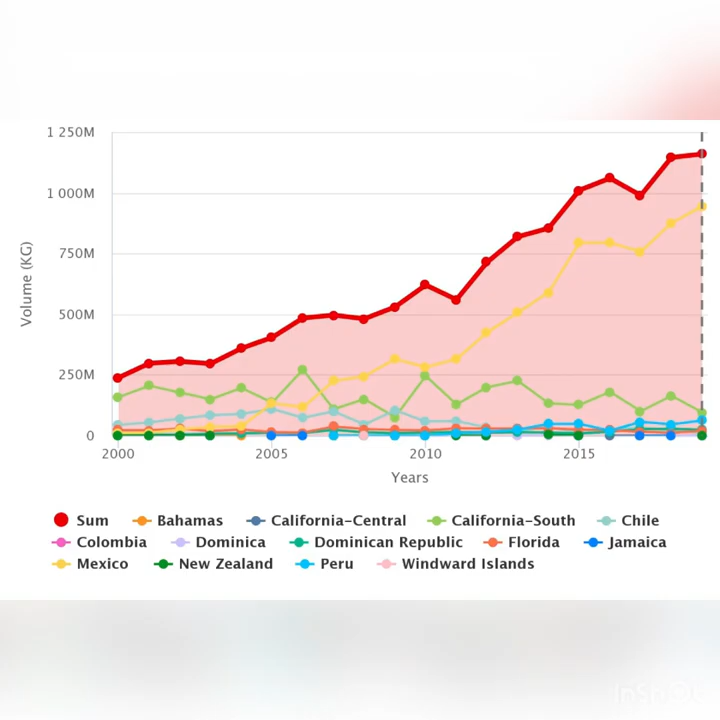 1 250M
1 000M
750M
500M
250M
0
Volume (KG)
2000 2005 2010 2015
Years
Sum Bahamas California-Central California-South Chile
Colombia Dominica Dominican Republic Florida Jamaica
Mexico New Zealand Peru Windward Islands
InShOt